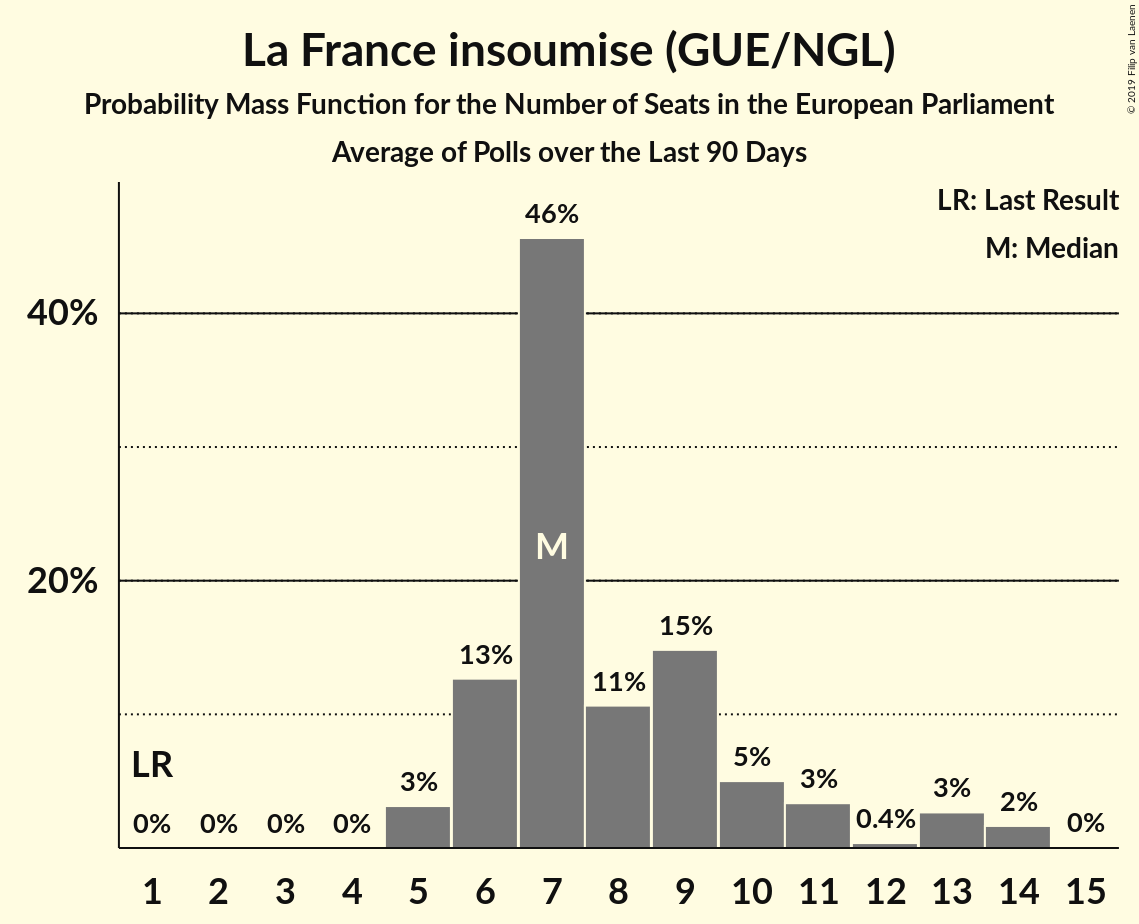 La France insoumise (GUE/NGL)
Probability Mass Function for the Number of Seats in the European Parliament
Average of Polls over the Last 90 Days
© 2019 Filip van Laenen
LR: Last Result
M: Median
40%
20%
LR
M
0%
0%
0%
0%
3%
13%
46%
11%
15%
5%
3%
0.4%
3%
2%
0%
1 2 3 4 5 6 7 8 9 10 11 12 13 14 15